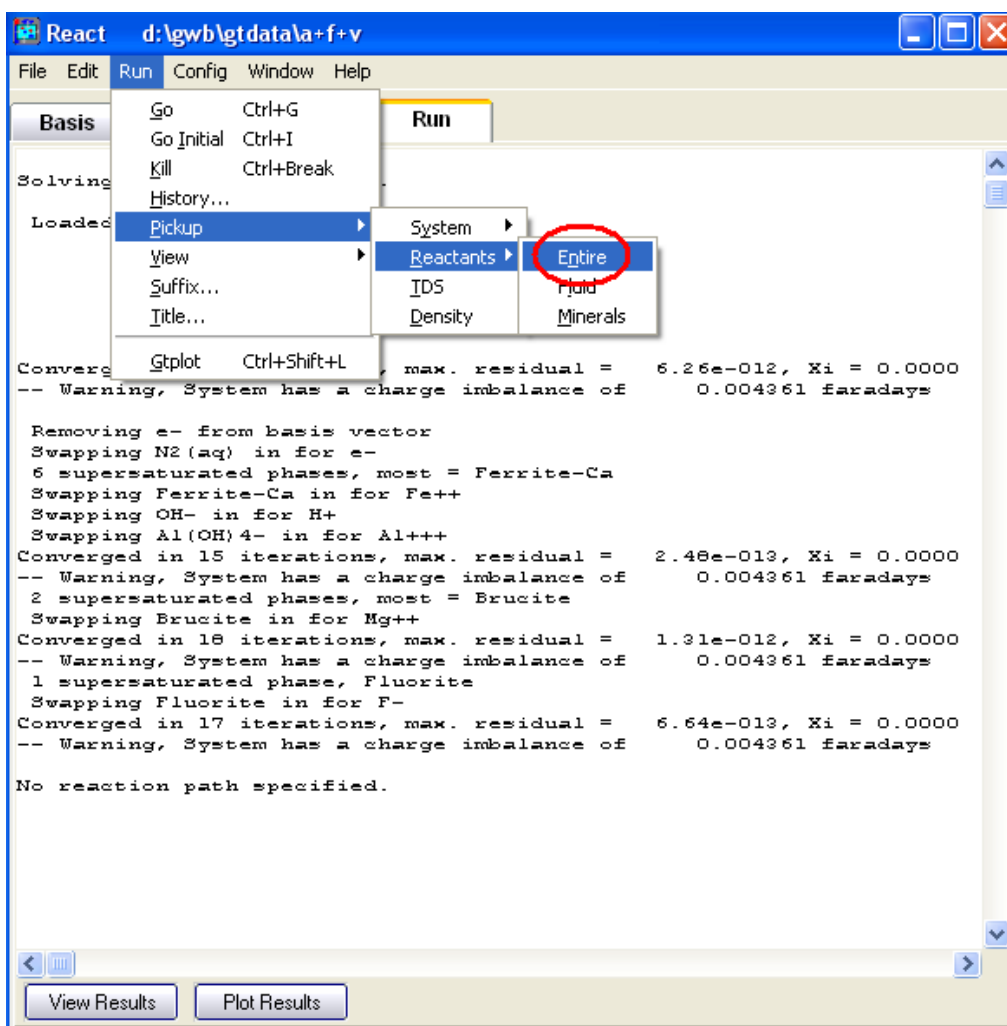 React d:\gwb\gtdata\a+f+v
File Edit Run Config Window Help
Basis
Run
Go Ctrl+G
Go Initial Ctrl+I
Kill Ctrl+Break
History...
Pickup
View
Suffix...
Title...
Gtplot Ctrl+Shift+L
System
Reactants
TDS
Density
Entire
Fluid
Minerals
Solving .
Loaded
Converg , max. residual = 6.26e-012, Xi = 0.0000
-- Warning, System has a charge imbalance of 0.004361 faradays
Removing e- from basis vector
Swapping N2(aq) in for e-
6 supersaturated phases, most = Ferrite-Ca
Swapping Ferrite-Ca in for Fe++
Swapping OH- in for H+
Swapping Al(OH)4- in for Al+++
Converged in 15 iterations, max. residual = 2.48e-013, Xi = 0.0000
-- Warning, System has a charge imbalance of 0.004361 faradays
2 supersaturated phases, most = Brucite
Swapping Brucite in for Mg++
Converged in 18 iterations, max. residual = 1.31e-012, Xi = 0.0000
-- Warning, System has a charge imbalance of 0.004361 faradays
1 supersaturated phase, Fluorite
Swapping Fluorite in for F-
Converged in 17 iterations, max. residual = 6.64e-013, Xi = 0.0000
-- Warning, System has a charge imbalance of 0.004361 faradays
No reaction path specified.
View Results Plot Results